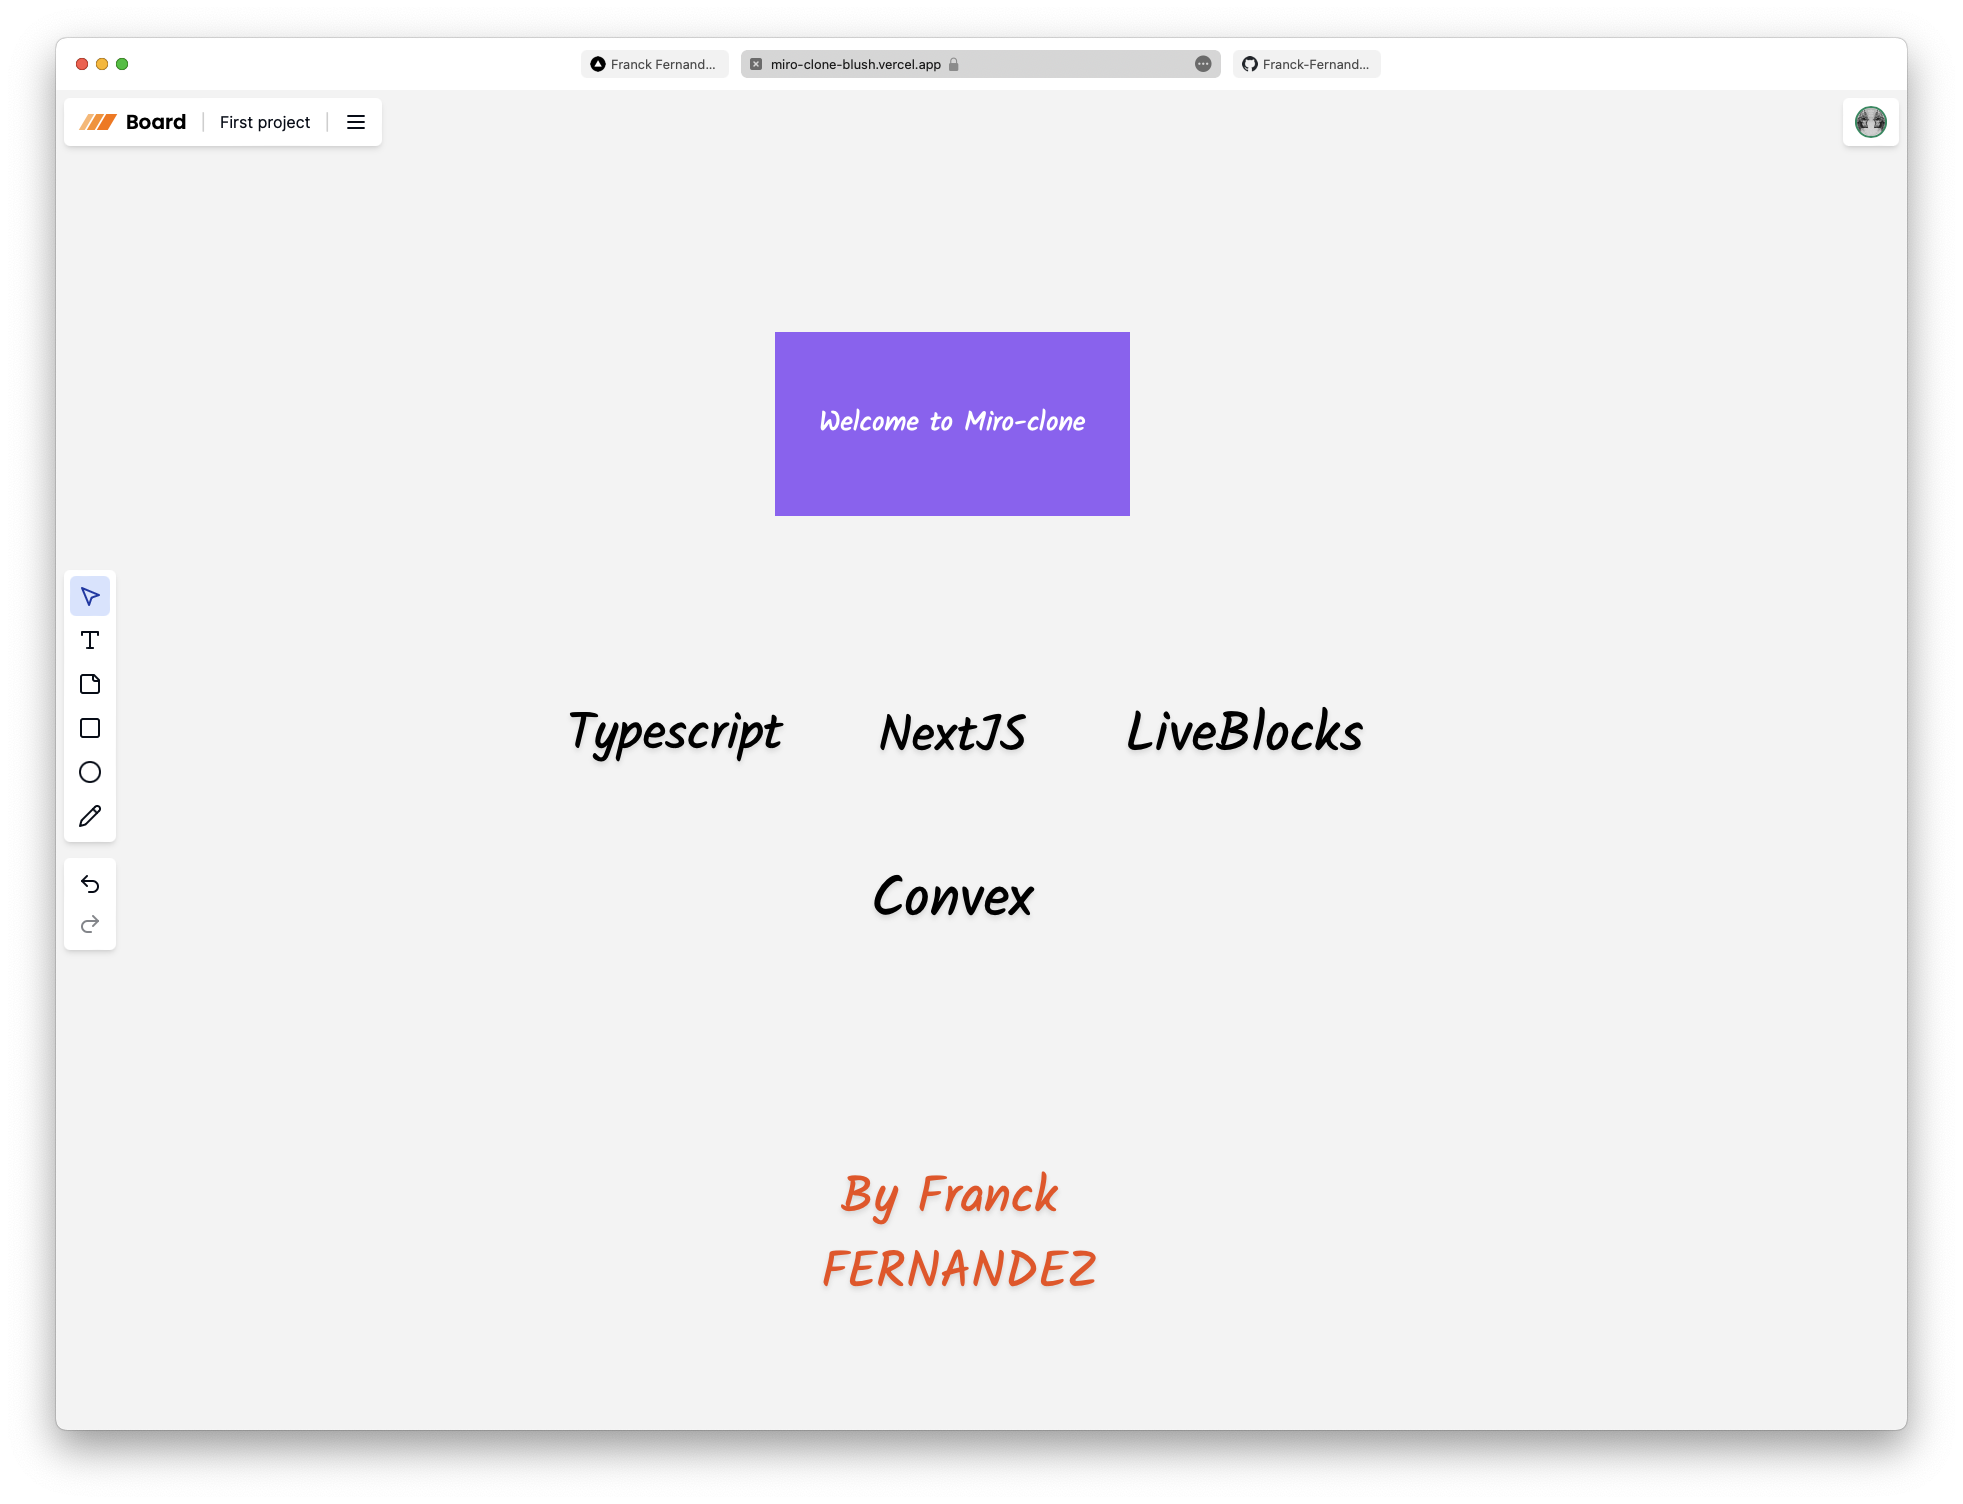 Franck Fernand...
miro-clone-blush.vercel.app
Franck-Fernand...
Board
First project
Welcome to Miro-clone
Typescript
NextJS
LiveBlocks
Convex
By Franck
FERNANDEZ